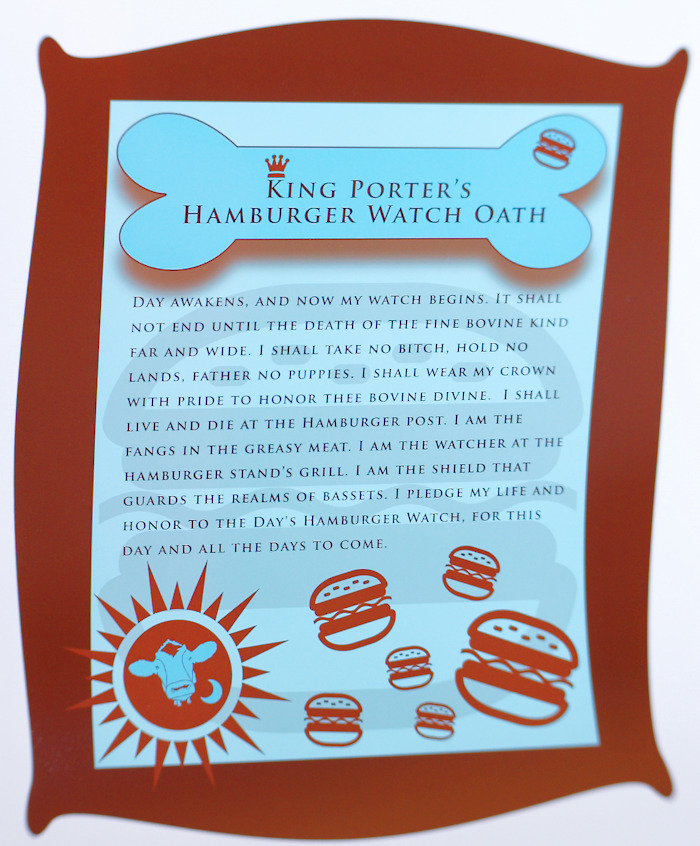 King Porter's
Hamburger Watch Oath
Day awakens, and now my watch begins. It shall
not end until the death of the fine bovine kind
far and wide. I shall take no bitch, hold no
lands, father no puppies. I shall wear my crown
with pride to honor thee bovine divine. I shall
live and die at the Hamburger post. I am the
fangs in the greasy meat. I am the watcher at the
hamburger stand's grill. I am the shield that
guards the realms of bassets. I pledge my life and
honor to the Day's Hamburger Watch, for this
day and all the days to come.